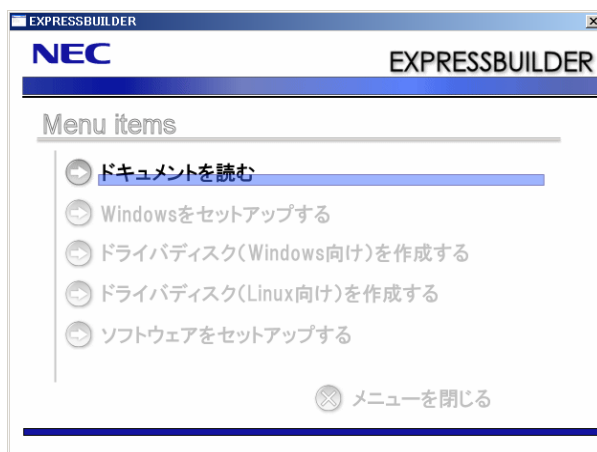 EXPRESSBUILDER
NEC
EXPRESSBUILDER
Menu items
ドキュメントを読む
Windowsをセットアップする
ドライバディスク(Windows向け)を作成する
ドライバディスク(Linux向け)を作成する
ソフトウェアをセットアップする
メニューを閉じる